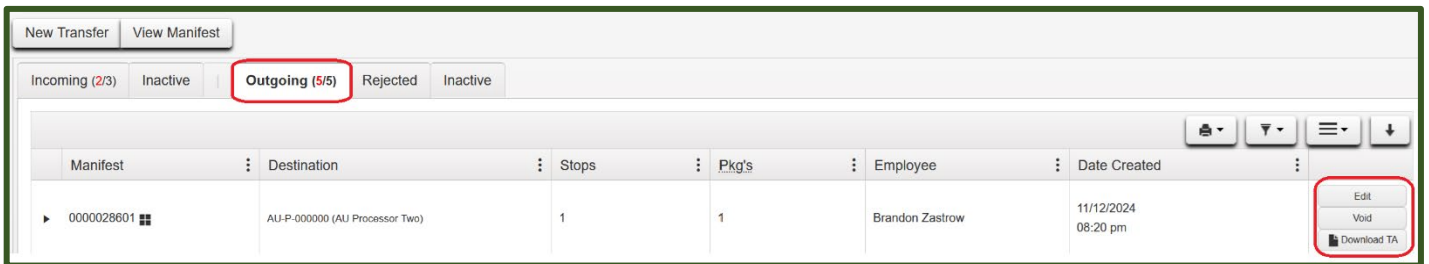 New Transfer View Manifest
Incoming (2/3) Inactive Outgoing (5/5) Rejected Inactive
Manifest Destination Stops Pkg's Employee Date Created
0000028601 AU-P-000000 (AU Processor Two) 1 1 Brandon Zastrow 11/12/2024
08:20 pm
Edit
Void
Download TA